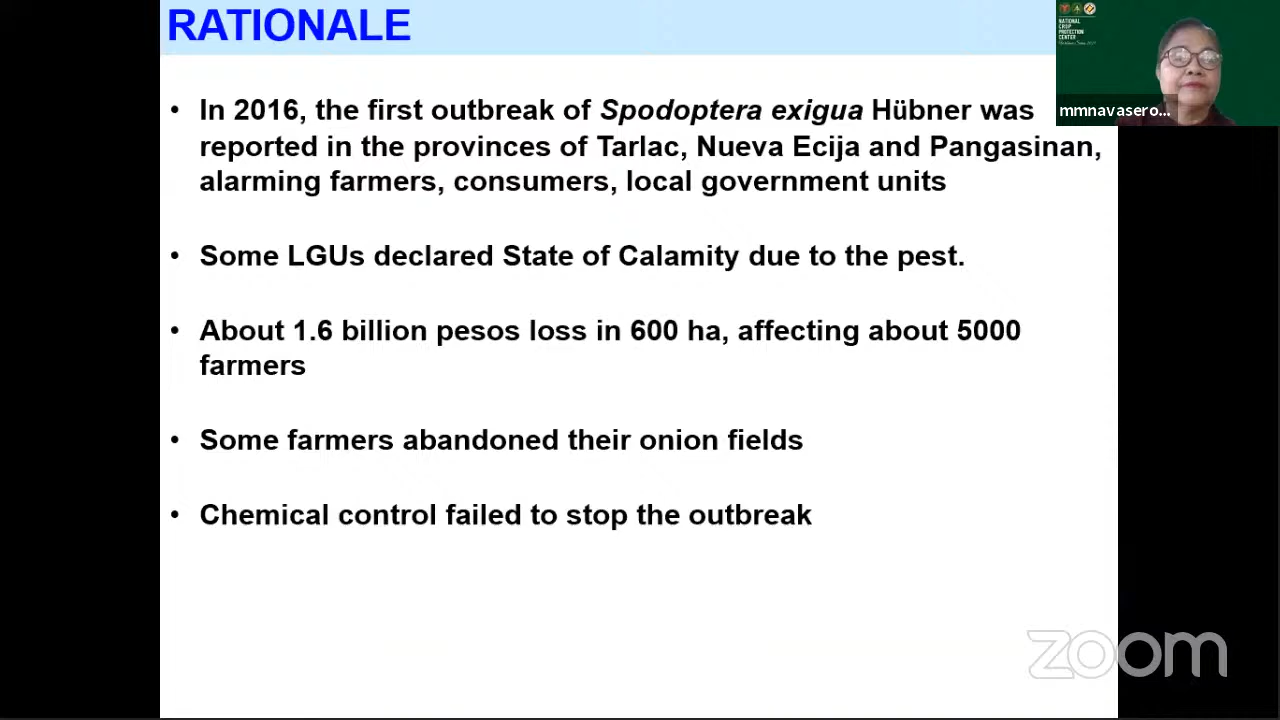 RATIONALE
NATIONAL
CROP
PROTECTION
CENTER
mmnavasero...
• In 2016, the first outbreak of Spodoptera exigua Hübner was
reported in the provinces of Tarlac, Nueva Ecija and Pangasinan,
alarming farmers, consumers, local government units
• Some LGUs declared State of Calamity due to the pest.
• About 1.6 billion pesos loss in 600 ha, affecting about 5000
farmers
• Some farmers abandoned their onion fields
• Chemical control failed to stop the outbreak
zoom